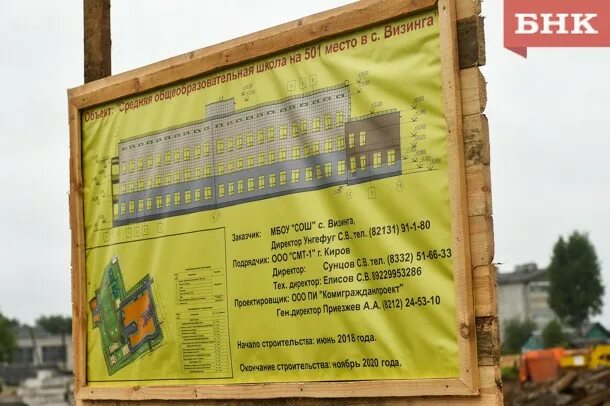 БНК
Объект: "Средняя общеобразовательная школа на 501 место в с. Визинга"
Заказчик: МБОУ "СОШ" с. Визинга,
Директор Унгефуг С.В. тел. (82131) 91-1-80
Подрядчик: ООО "СМТ-1" г. Киров
Директор: Сунцов С.В. тел. (8332) 51-66-33
Тех. директор: Елисов С.В. 89229953286
Проектировщик: ООО ПИ "Комигражданпроект"
Ген.директор Приезжев А.А. (8212) 24-53-10
Начало строительства: июнь 2018 года.
Окончание строительства: ноябрь 2020 года.